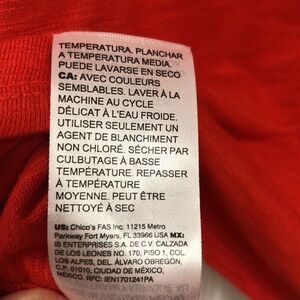 TEMPERATURA. PLANCHAR
A TEMPERATURA MEDIA.
PUEDE LAVARSE EN SECO
CA: AVEC COULEURS
SEMBLABLES. LAVER À LA
MACHINE AU CYCLE
DÉLICAT À L'EAU FROIDE.
UTILISER SEULEMENT UN
AGENT DE BLANCHIMENT
NON CHLORÉ. SÉCHER PAR
CULBUTAGE À BASSE
TEMPÉRATURE. REPASSER
À TEMPÉRATURE
MOYENNE. PEUT ÊTRE
NETTOYÉ À SEC
US: Chico's FAS Inc. 11215 Metro
Parkway Fort Myers, FL 33966 USA MX:
IB ENTERPRISES S.A. DE C.V. CALZADA
DE LOS LEONES NO. 170, PISO 1, COL.
LOS ALPES, DEL. ÁLVARO OBREGÓN,
C.P. 01010, CIUDAD DE MÉXICO,
MÉXICO. RFC: IEN1701241PA